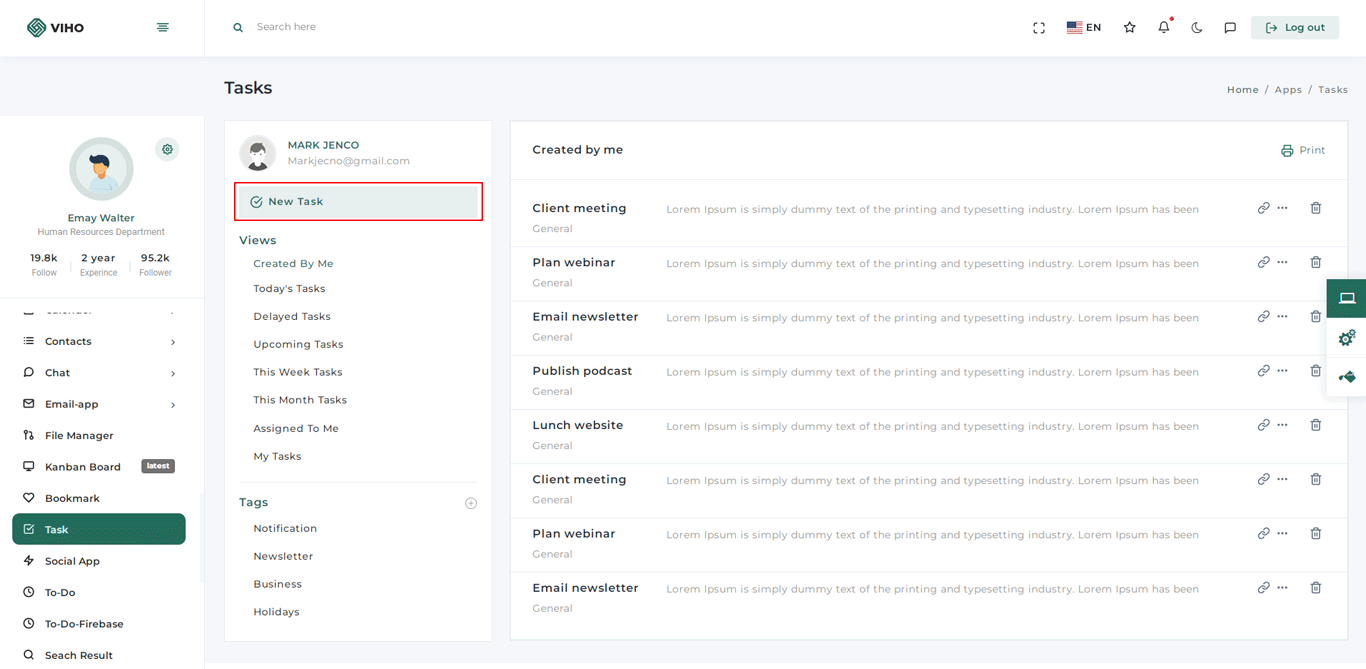 VIHO
Search here
EN
Log out
Tasks
Home / Apps / Tasks
Emay Walter
Human Resources Department
19.8k
Follow
2 year
Experince
95.2k
Follower
Calender
Contacts
Chat
Email-app
File Manager
Kanban Board latest
Bookmark
Task
Social App
To-Do
To-Do-Firebase
Seach Result
MARK JENCO
Markjecno@gmail.com
New Task
Views
Created By Me
Today's Tasks
Delayed Tasks
Upcoming Tasks
This Week Tasks
This Month Tasks
Assigned To Me
My Tasks
Tags
Notification
Newsletter
Business
Holidays
Created by me
Print
Client meeting Lorem Ipsum is simply dummy text of the printing and typesetting industry. Lorem Ipsum has been
General
Plan webinar Lorem Ipsum is simply dummy text of the printing and typesetting industry. Lorem Ipsum has been
General
Email newsletter Lorem Ipsum is simply dummy text of the printing and typesetting industry. Lorem Ipsum has been
General
Publish podcast Lorem Ipsum is simply dummy text of the printing and typesetting industry. Lorem Ipsum has been
General
Lunch website Lorem Ipsum is simply dummy text of the printing and typesetting industry. Lorem Ipsum has been
General
Client meeting Lorem Ipsum is simply dummy text of the printing and typesetting industry. Lorem Ipsum has been
General
Plan webinar Lorem Ipsum is simply dummy text of the printing and typesetting industry. Lorem Ipsum has been
General
Email newsletter Lorem Ipsum is simply dummy text of the printing and typesetting industry. Lorem Ipsum has been
General